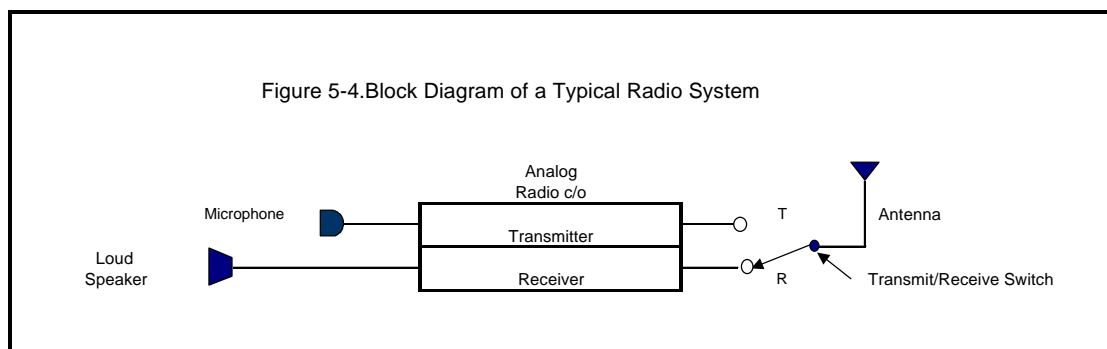 Figure 5-4.Block Diagram of a Typical Radio System
Analog
Radio c/o
Microphone
T
Antenna
Transmitter
Loud
Speaker
Receiver
R
Transmit/Receive Switch